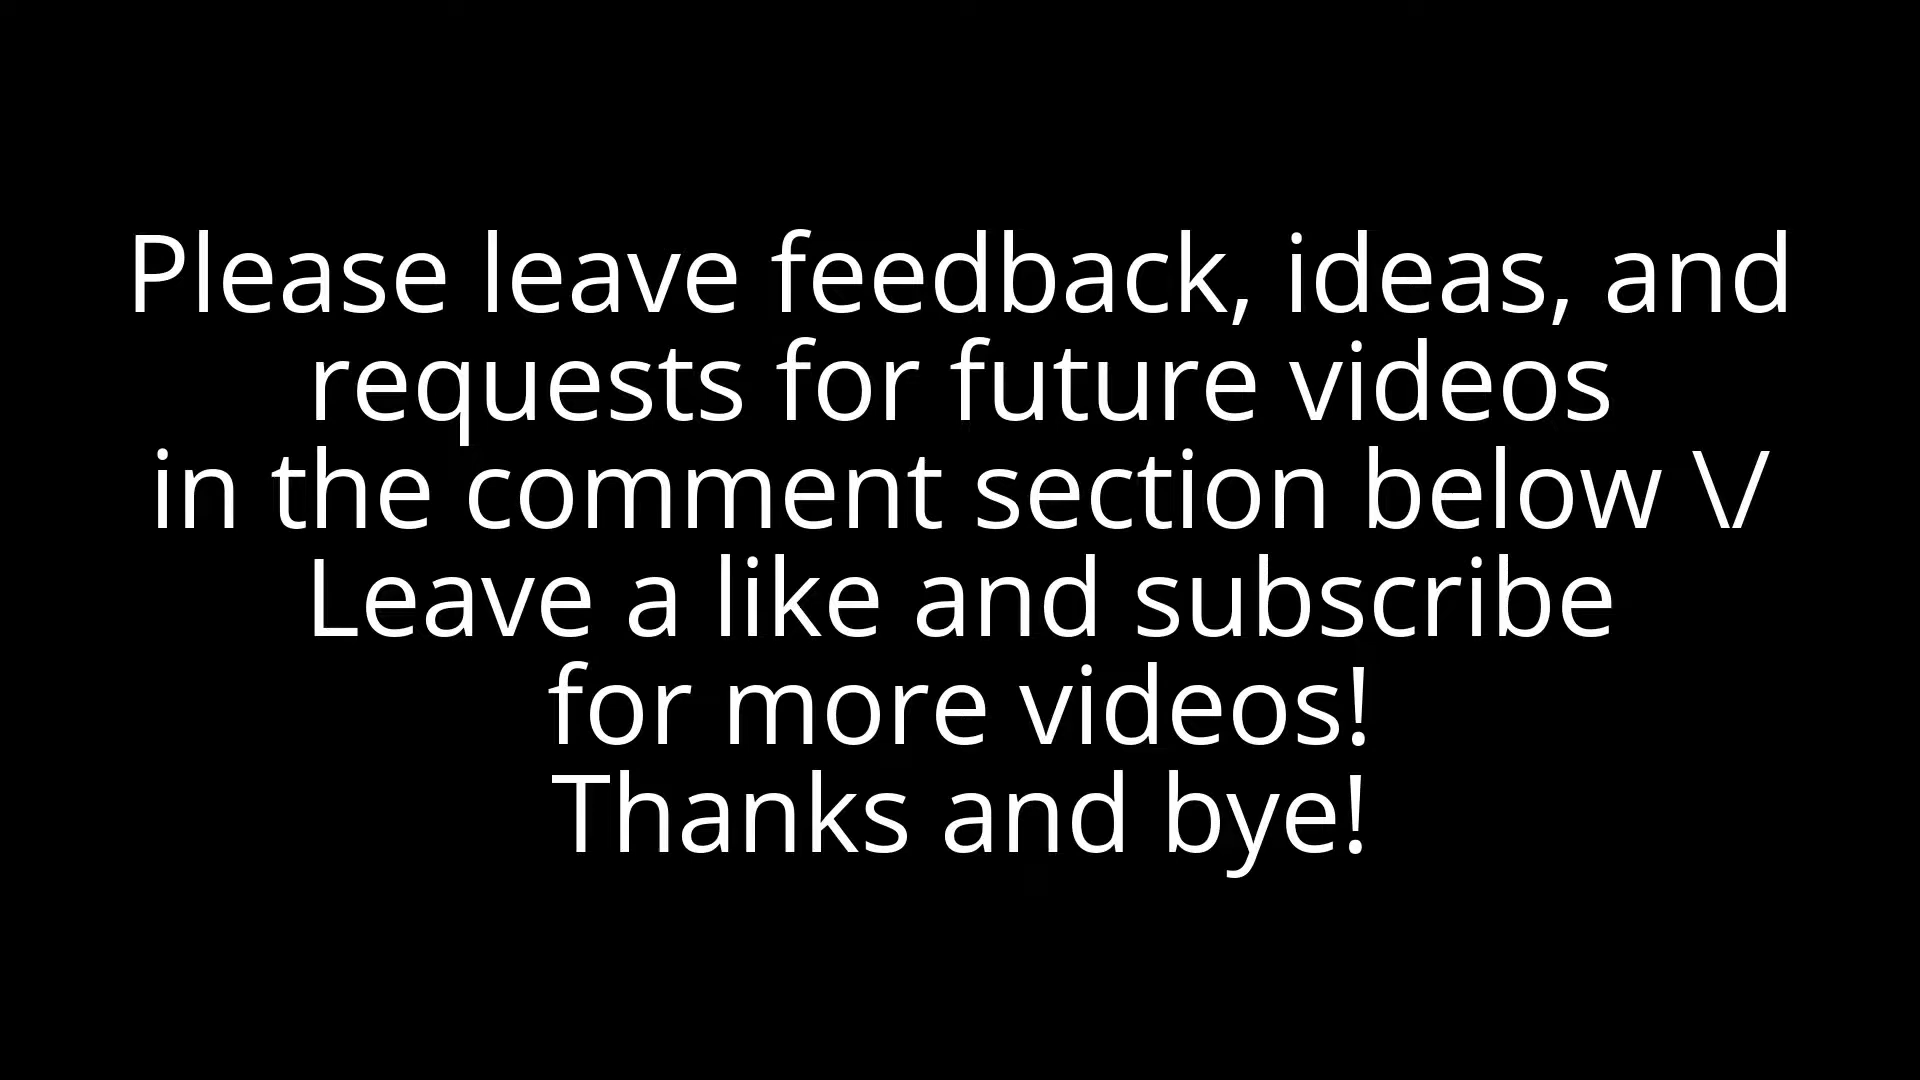 Please leave feedback, ideas, and
requests for future videos
in the comment section below \/
Leave a like and subscribe
for more videos!
Thanks and bye!